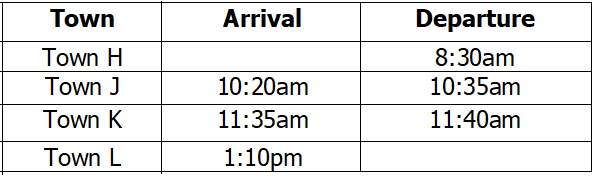 Town Arrival Departure
Town H 8:30am
Town J 10:20am 10:35am
Town K 11:35am 11:40am
Town L 1:10pm